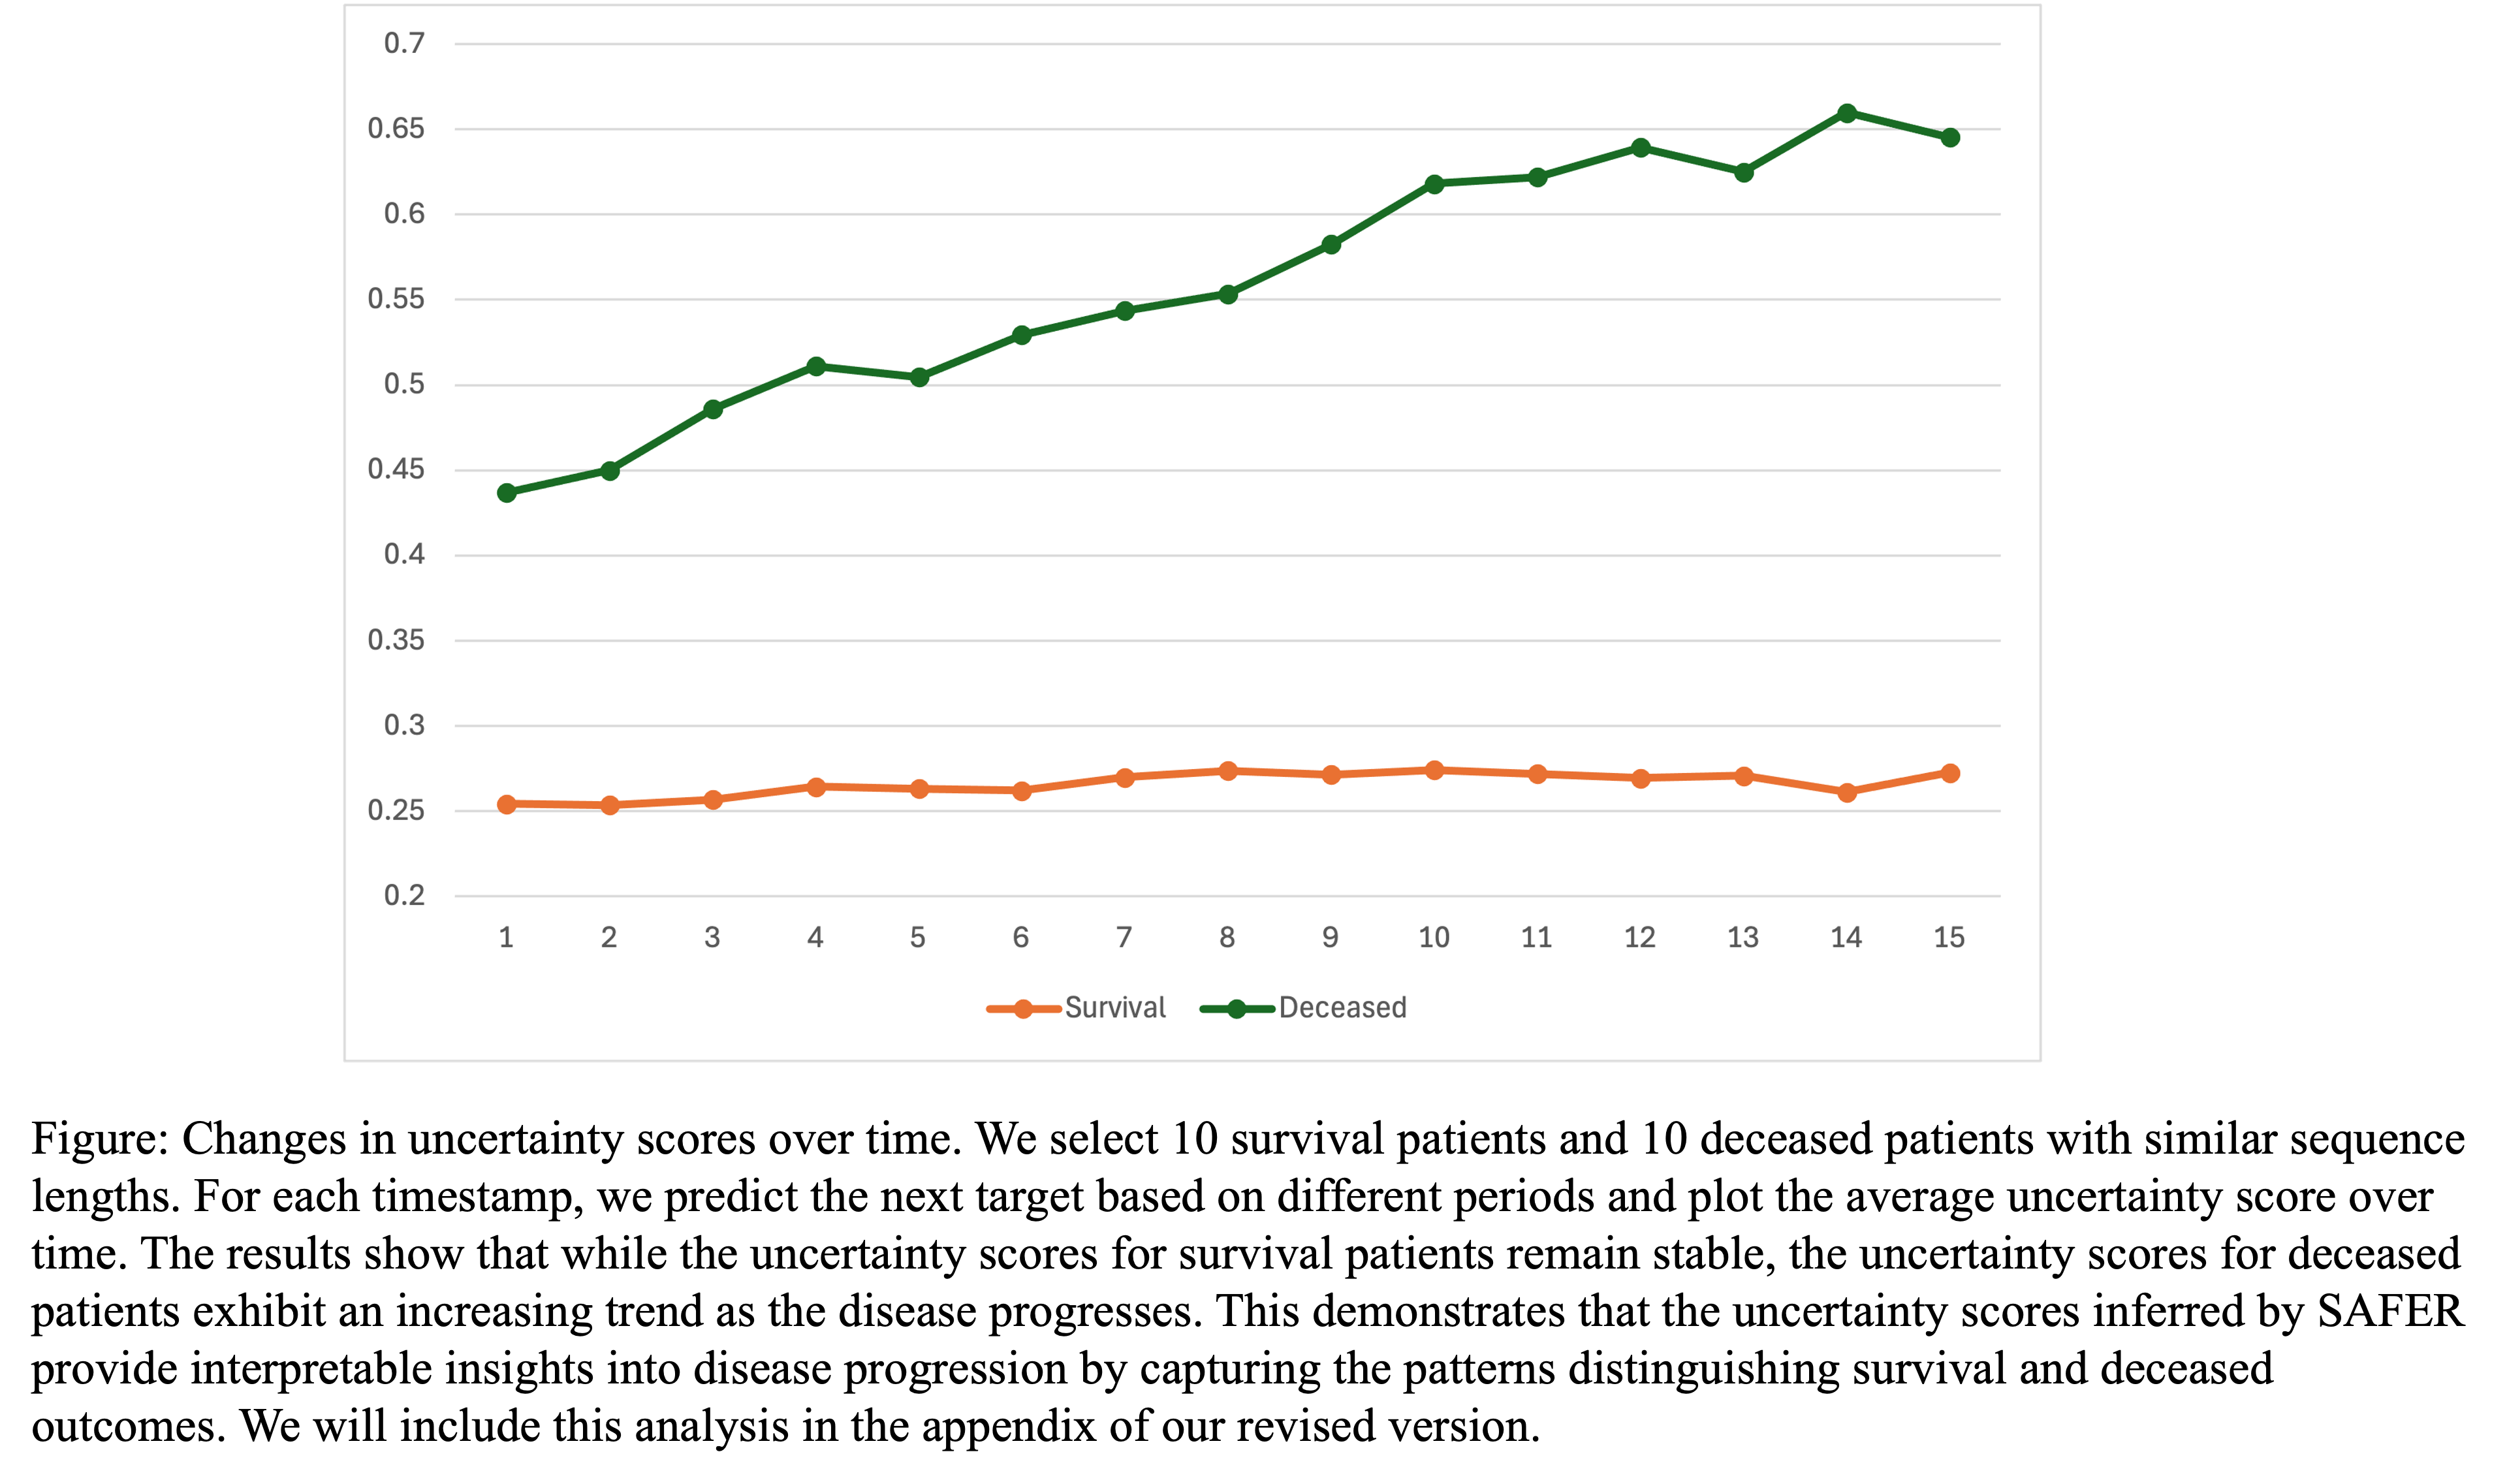 0.7
0.65
0.6
0.55
0.5
0.45
0.4
0.35
0.3
0.25
0.2
1 2 3 4 5 6 7 8 9 10 11 12 13 14 15
Survival Deceased
Figure: Changes in uncertainty scores over time. We select 10 survival patients and 10 deceased patients with similar sequence
lengths. For each timestamp, we predict the next target based on different periods and plot the average uncertainty score over
time. The results show that while the uncertainty scores for survival patients remain stable, the uncertainty scores for deceased
patients exhibit an increasing trend as the disease progresses. This demonstrates that the uncertainty scores inferred by SAFER
provide interpretable insights into disease progression by capturing the patterns distinguishing survival and deceased
outcomes. We will include this analysis in the appendix of our revised version.